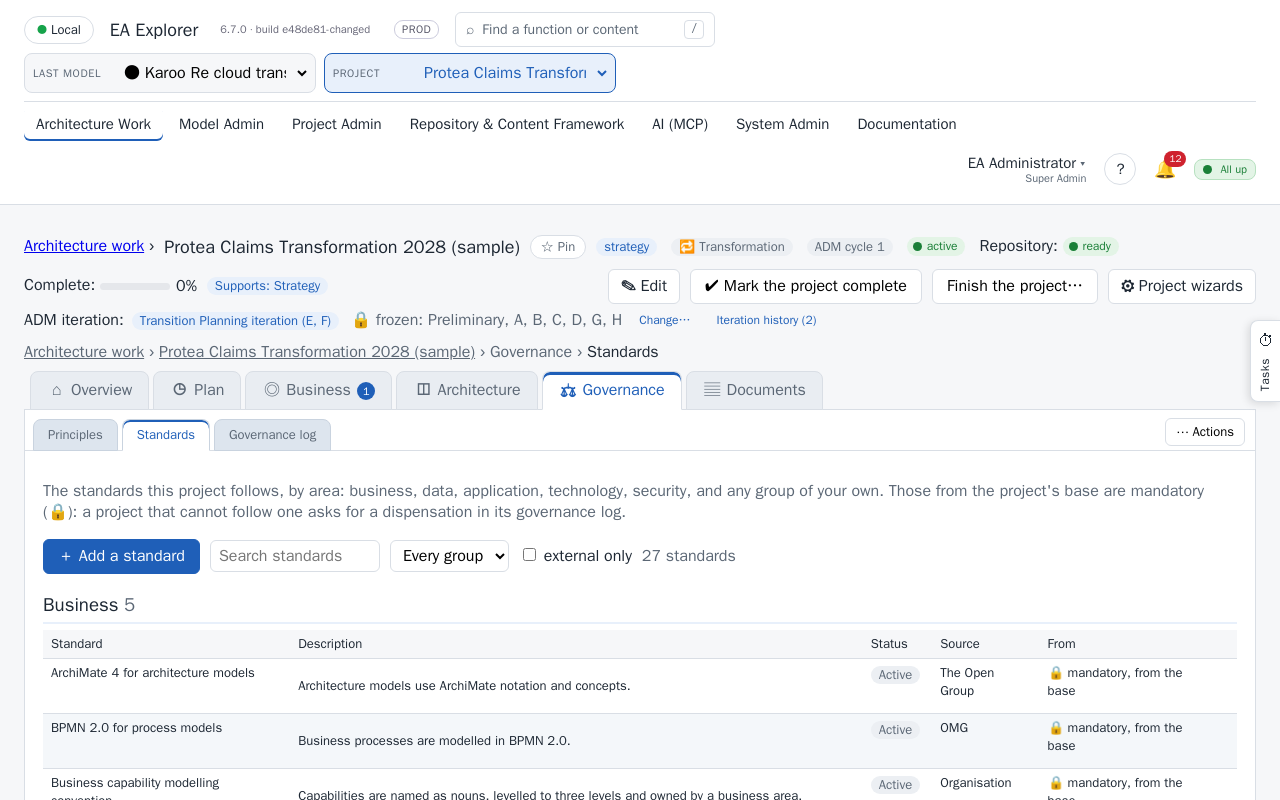 Local
EA Explorer
6.7.0 · build e48de81-changed
PROD
Find a function or content
/
LAST MODEL
Karoo Re cloud trans
PROJECT
Protea Claims Transfor
Architecture Work
Model Admin
Project Admin
Repository & Content Framework
AI (MCP)
System Admin
Documentation
EA Administrator
Super Admin
?
12
All up
Architecture work › Protea Claims Transformation 2028 (sample)
☆ Pin
strategy
Transformation
ADM cycle 1
active
Repository:
ready
Complete: 0%
Supports: Strategy
✎ Edit
✔ Mark the project complete
Finish the project⋯
⚙ Project wizards
ADM iteration:
Transition Planning iteration (E, F)
🔒 frozen: Preliminary, A, B, C, D, G, H
Change⋯
Iteration history (2)
Tasks
Architecture work › Protea Claims Transformation 2028 (sample) › Governance › Standards
Overview
Plan
Business 1
Architecture
Governance
Documents
Principles
Standards
Governance log
⋯ Actions
The standards this project follows, by area: business, data, application, technology, security, and any group of your own. Those from the project's base are mandatory
(🔒): a project that cannot follow one asks for a dispensation in its governance log.
+ Add a standard
Search standards
Every group
external only
27 standards
Business 5
Standard
Description
Status
Source
From
ArchiMate 4 for architecture models
Architecture models use ArchiMate notation and concepts.
Active
The Open
Group
🔒 mandatory, from the
base
BPMN 2.0 for process models
Business processes are modelled in BPMN 2.0.
Active
OMG
🔒 mandatory, from the
base
Business capability modelling
convention
Capabilities are named as nouns, levelled to three levels and owned by a business area.
Active
Organisation
🔒 mandatory, from the
base